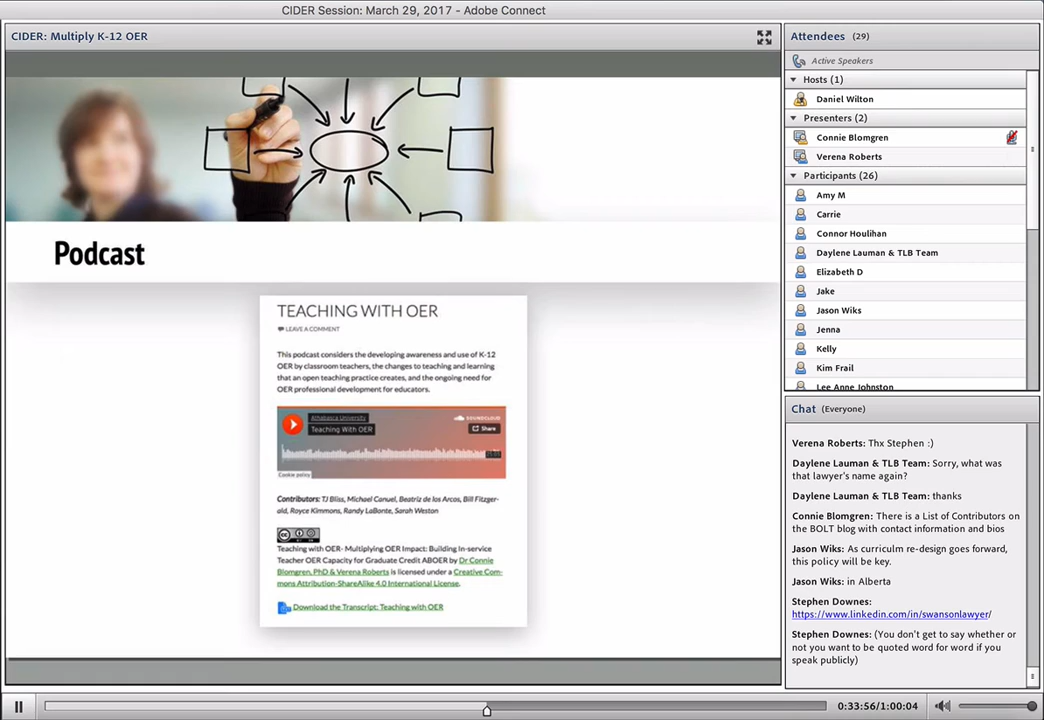 CIDER Session: March 29, 2017 - Adobe Connect
CIDER: Multiply K-12 OER
Podcast
TEACHING WITH OER
LEAVE A COMMENT
This podcast considers the developing awareness and use of K-12
OER by classroom teachers, the changes to teaching and learning
that an open teaching practice creates, and the ongoing need for
OER professional development for educators.
Athabasca University
Teaching With OER
SOUNDCLOUD
Share
Cookie policy
Contributors: TJ Bliss, Michael Canuel, Beatriz de los Arcos, Bill Fitzger-
ald, Royce Kimmons, Randy LaBonte, Sarah Weston
Teaching with OER- Multiplying OER Impact: Building In-service
Teacher OER Capacity for Graduate Credit ABOER by Dr Connie
Blomgren, PhD & Verena Roberts is licensed under a Creative Com-
mons Attribution-ShareAlike 4.0 International License.
Download the Transcript: Teaching with OER
Attendees (29)
Active Speakers
Hosts (1)
Daniel Wilton
Presenters (2)
Connie Blomgren
Verena Roberts
Participants (26)
Amy M
Carrie
Connor Houlihan
Daylene Lauman & TLB Team
Elizabeth D
Jake
Jason Wiks
Jenna
Kelly
Kim Frail
Lee Anne Johnston
Chat (Everyone)
Verena Roberts: Thx Stephen :)
Daylene Lauman & TLB Team: Sorry, what was
that lawyer's name again?
Daylene Lauman & TLB Team: thanks
Connie Blomgren: There is a List of Contributors on
the BOLT blog with contact information and bios
Jason Wiks: As curriculm re-design goes forward,
this policy will be key.
Jason Wiks: in Alberta
Stephen Downes:
https://www.linkedin.com/in/swansonlawyer/
Stephen Downes: (You don't get to say whether or
not you want to be quoted word for word if you
speak publicly)
0:33:56/1:00:04